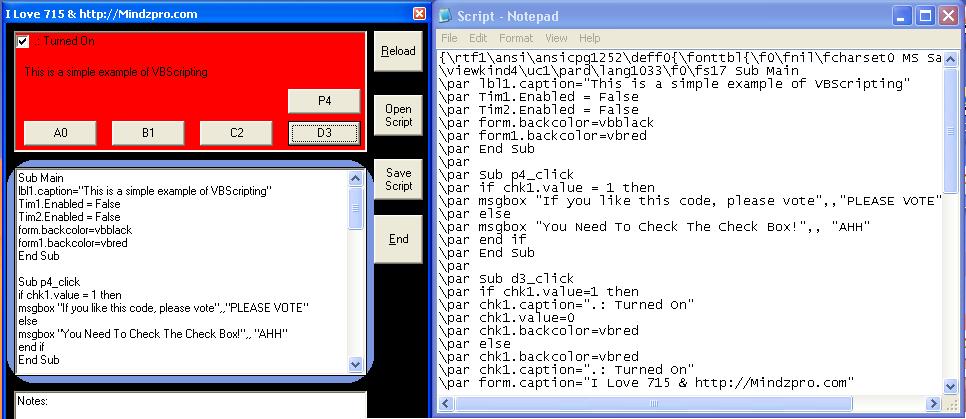 I Love 715 & http://Mindzpro.com
.: Turned On
This is a simple example of VBScripting
P4
A0
B1
C2
D3
Reload
Open
Script
Save
Script
End
Sub Main
lbl1.caption="This is a simple example of VBScripting"
Tim1.Enabled = False
Tim2.Enabled = False
form.backcolor=vbblack
form1.backcolor=vbred
End Sub
Sub p4_click
if chk1.value = 1 then
msgbox "If you like this code, please vote",,"PLEASE VOTE"
else
msgbox "You Need To Check The Check Box!",, "AHH"
end if
End Sub
Notes:
Script - Notepad
File Edit Format View Help
{\rtf1\ansi\ansicpg1252\deff0{\fonttbl{\f0\fnil\fcharset0 MS Sa
\viewkind4\uc1\pard\lang1033\f0\fs17 Sub Main
\par lbl1.caption="This is a simple example of VBScripting"
\par Tim1.Enabled = False
\par Tim2.Enabled = False
\par form.backcolor=vbblack
\par form1.backcolor=vbred
\par End Sub
\par
\par Sub p4_click
\par if chk1.value = 1 then
\par msgbox "If you like this code, please vote",,"PLEASE VOTE"
\par else
\par msgbox "You Need To Check The Check Box!",, "AHH"
\par end if
\par End Sub
\par
\par Sub d3_click
\par if chk1.value=1 then
\par chk1.caption=".: Turned On"
\par chk1.value=0
\par chk1.backcolor=vbred
\par else
\par chk1.backcolor=vbred
\par chk1.caption=".: Turned On"
\par form.caption="I Love 715 & http://Mindzpro.com"